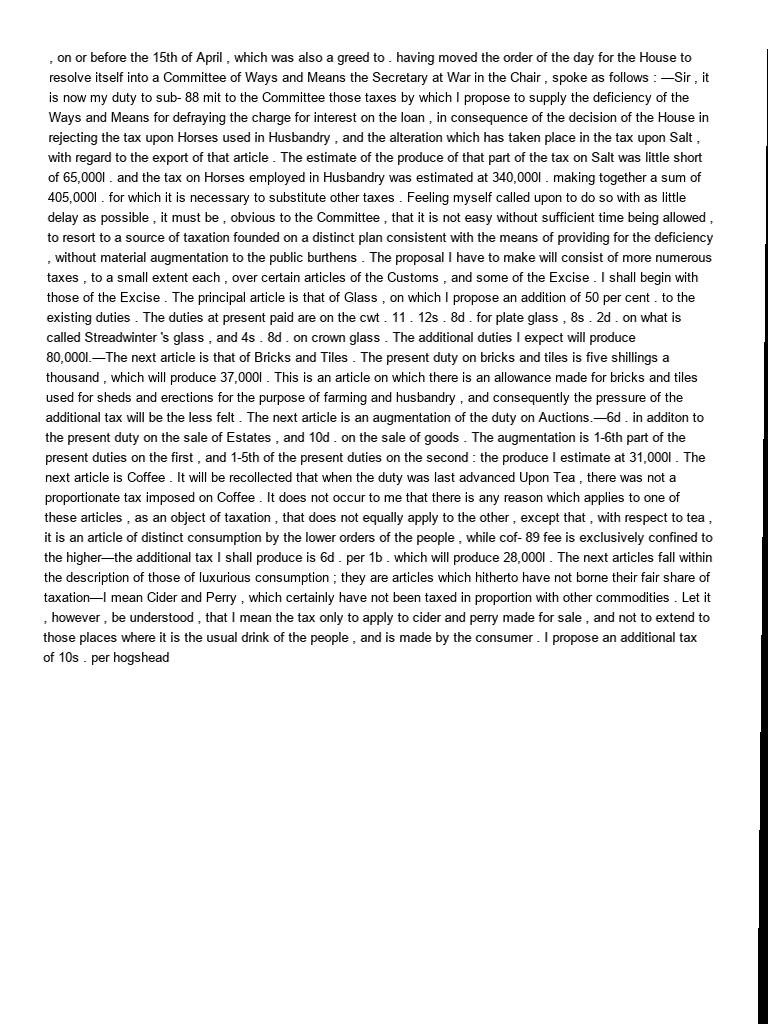 , on or before the 15th of April , which was also a greed to . having moved the order of the day for the House to
resolve itself into a Committee of Ways and Means the Secretary at War in the Chair , spoke as follows : —Sir , it
is now my duty to sub- 88 mit to the Committee those taxes by which I propose to supply the deficiency of the
Ways and Means for defraying the charge for interest on the loan , in consequence of the decision of the House in
rejecting the tax upon Horses used in Husbandry , and the alteration which has taken place in the tax upon Salt ,
with regard to the export of that article . The estimate of the produce of that part of the tax on Salt was little short
of 65,000l . and the tax on Horses employed in Husbandry was estimated at 340,000l . making together a sum of
405,000l . for which it is necessary to substitute other taxes . Feeling myself called upon to do so with as little
delay as possible , it must be , obvious to the Committee , that it is not easy without sufficient time being allowed ,
to resort to a source of taxation founded on a distinct plan consistent with the means of providing for the deficiency
, without material augmentation to the public burthens . The proposal I have to make will consist of more numerous
taxes , to a small extent each , over certain articles of the Customs , and some of the Excise . I shall begin with
those of the Excise . The principal article is that of Glass , on which I propose an addition of 50 per cent . to the
existing duties . The duties at present paid are on the cwt . 11 . 12s . 8d . for plate glass , 8s . 2d . on what is
called Streadwinter 's glass , and 4s . 8d . on crown glass . The additional duties I expect will produce
80,000l.—The next article is that of Bricks and Tiles . The present duty on bricks and tiles is five shillings a
thousand , which will produce 37,000l . This is an article on which there is an allowance made for bricks and tiles
used for sheds and erections for the purpose of farming and husbandry , and consequently the pressure of the
additional tax will be the less felt . The next article is an augmentation of the duty on Auctions.—6d . in additon to
the present duty on the sale of Estates , and 10d . on the sale of goods . The augmentation is 1-6th part of the
present duties on the first , and 1-5th of the present duties on the second : the produce I estimate at 31,000l . The
next article is Coffee . It will be recollected that when the duty was last advanced Upon Tea , there was not a
proportionate tax imposed on Coffee . It does not occur to me that there is any reason which applies to one of
these articles , as an object of taxation , that does not equally apply to the other , except that , with respect to tea ,
it is an article of distinct consumption by the lower orders of the people , while cof- 89 fee is exclusively confined to
the higher—the additional tax I shall produce is 6d . per 1b . which will produce 28,000l . The next articles fall within
the description of those of luxurious consumption ; they are articles which hitherto have not borne their fair share of
taxation—I mean Cider and Perry , which certainly have not been taxed in proportion with other commodities . Let it
, however , be understood , that I mean the tax only to apply to cider and perry made for sale , and not to extend to
those places where it is the usual drink of the people , and is made by the consumer . I propose an additional tax
of 10s . per hogshead